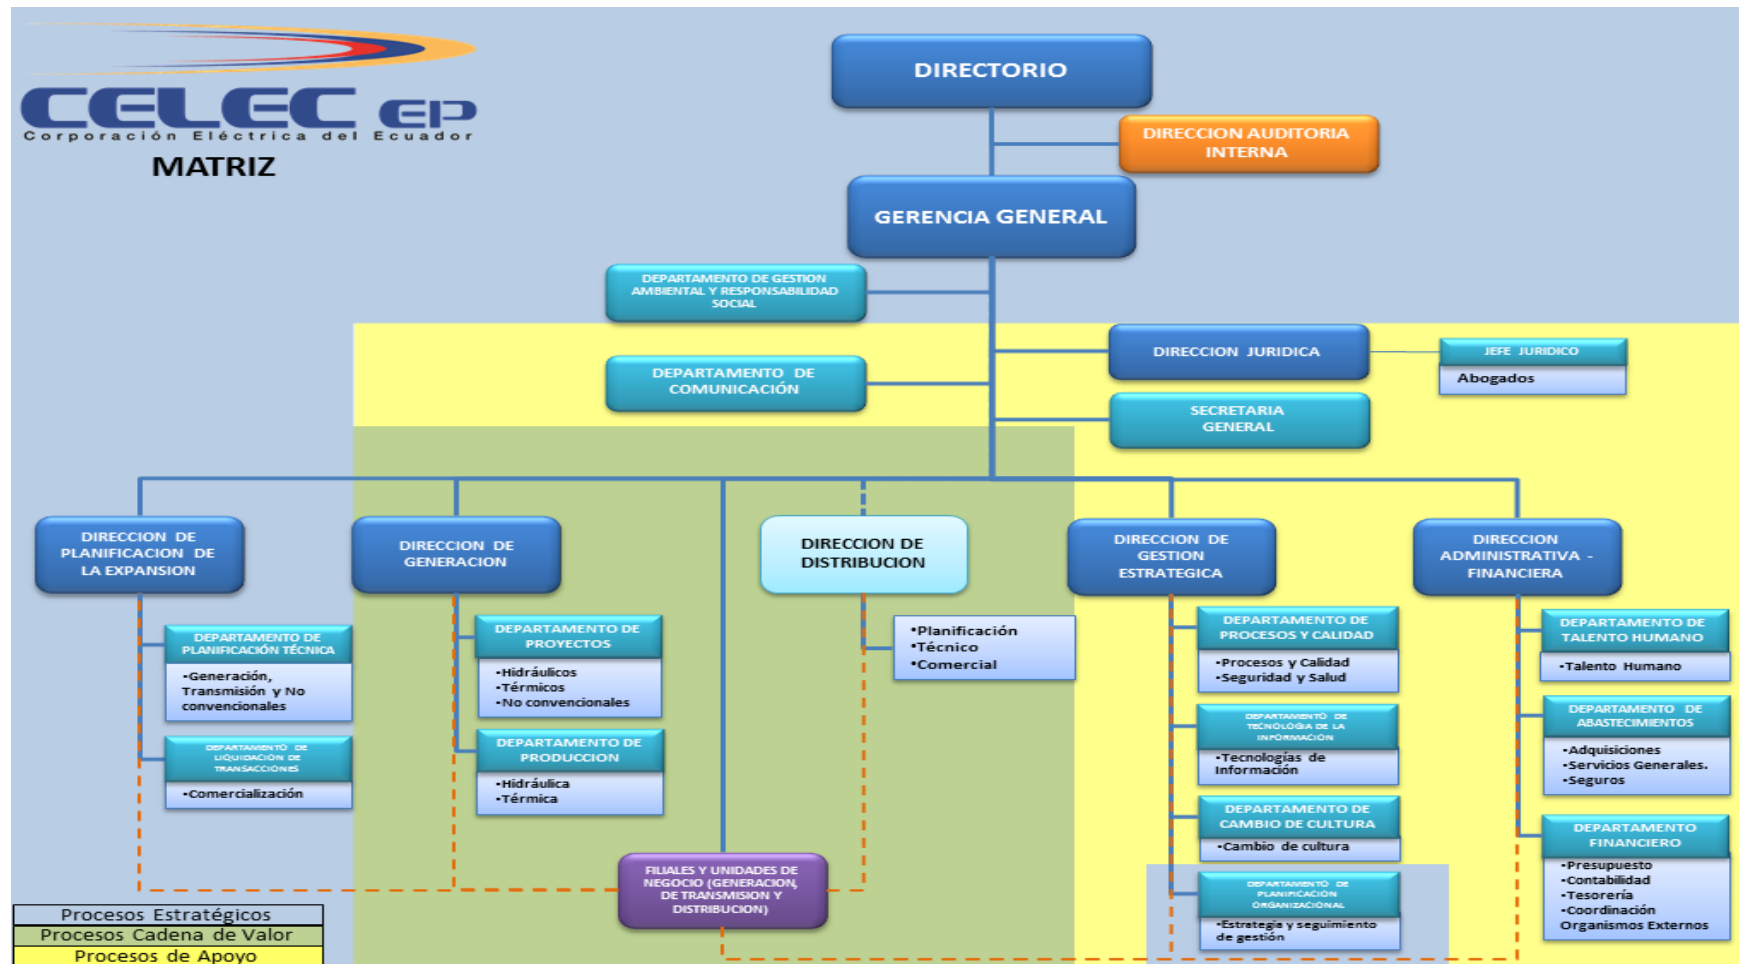 CELEC EP
Corporación Eléctrica del Ecuador
MATRIZ
DIRECTORIO
DIRECCION AUDITORIA
INTERNA
GERENCIA GENERAL
DEPARTAMENTO DE GESTION
AMBIENTAL Y RESPONSABILIDAD
SOCIAL
DIRECCION JURIDICA
JEFE JURIDICO
Abogados
DEPARTAMENTO DE
COMUNICACIÓN
SECRETARIA
GENERAL
DIRECCION DE
PLANIFICACION DE
LA EXPANSION
DIRECCION DE
GENERACION
DIRECCION DE
DISTRIBUCION
DIRECCION DE
GESTION
ESTRATEGICA
DIRECCION
ADMINISTRATIVA -
FINANCIERA
DEPARTAMENTO DE
PLANIFICACIÓN TÉCNICA
•Generación,
Transmisión y No
convencionales
DEPARTAMENTO DE
LIQUIDACIÓN DE
TRANSACCIONES
•Comercialización
DEPARTAMENTO DE
PROYECTOS
•Hidráulicos
•Térmicos
•No convencionales
DEPARTAMENTO DE
PRODUCCION
•Hidráulica
•Térmica
•Planificación
•Técnico
•Comercial
DEPARTAMENTO DE
PROCESOS Y CALIDAD
•Procesos y Calidad
•Seguridad y Salud
DEPARTAMENTO DE
TECNOLOGIA DE LA
INFORMACIÓN
•Tecnologías de
Información
DEPARTAMENTO DE
CAMBIO DE CULTURA
•Cambio de cultura
DEPARTAMENTO DE
PLANIFICACIÓN
ORGANIZACIONAL
•Estrategia y seguimiento
de gestión
DEPARTAMENTO DE
TALENTO HUMANO
•Talento Humano
DEPARTAMENTO DE
ABASTECIMIENTOS
•Adquisiciones
•Servicios Generales.
•Seguros
DEPARTAMENTO
FINANCIERO
•Presupuesto
•Contabilidad
•Tesorería
•Coordinación
Organismos Externos
FILIALES Y UNIDADES DE
NEGOCIO (GENERACION,
DE TRANSMISION Y
DISTRIBUCION)
Procesos Estratégicos
Procesos Cadena de Valor
Procesos de Apoyo